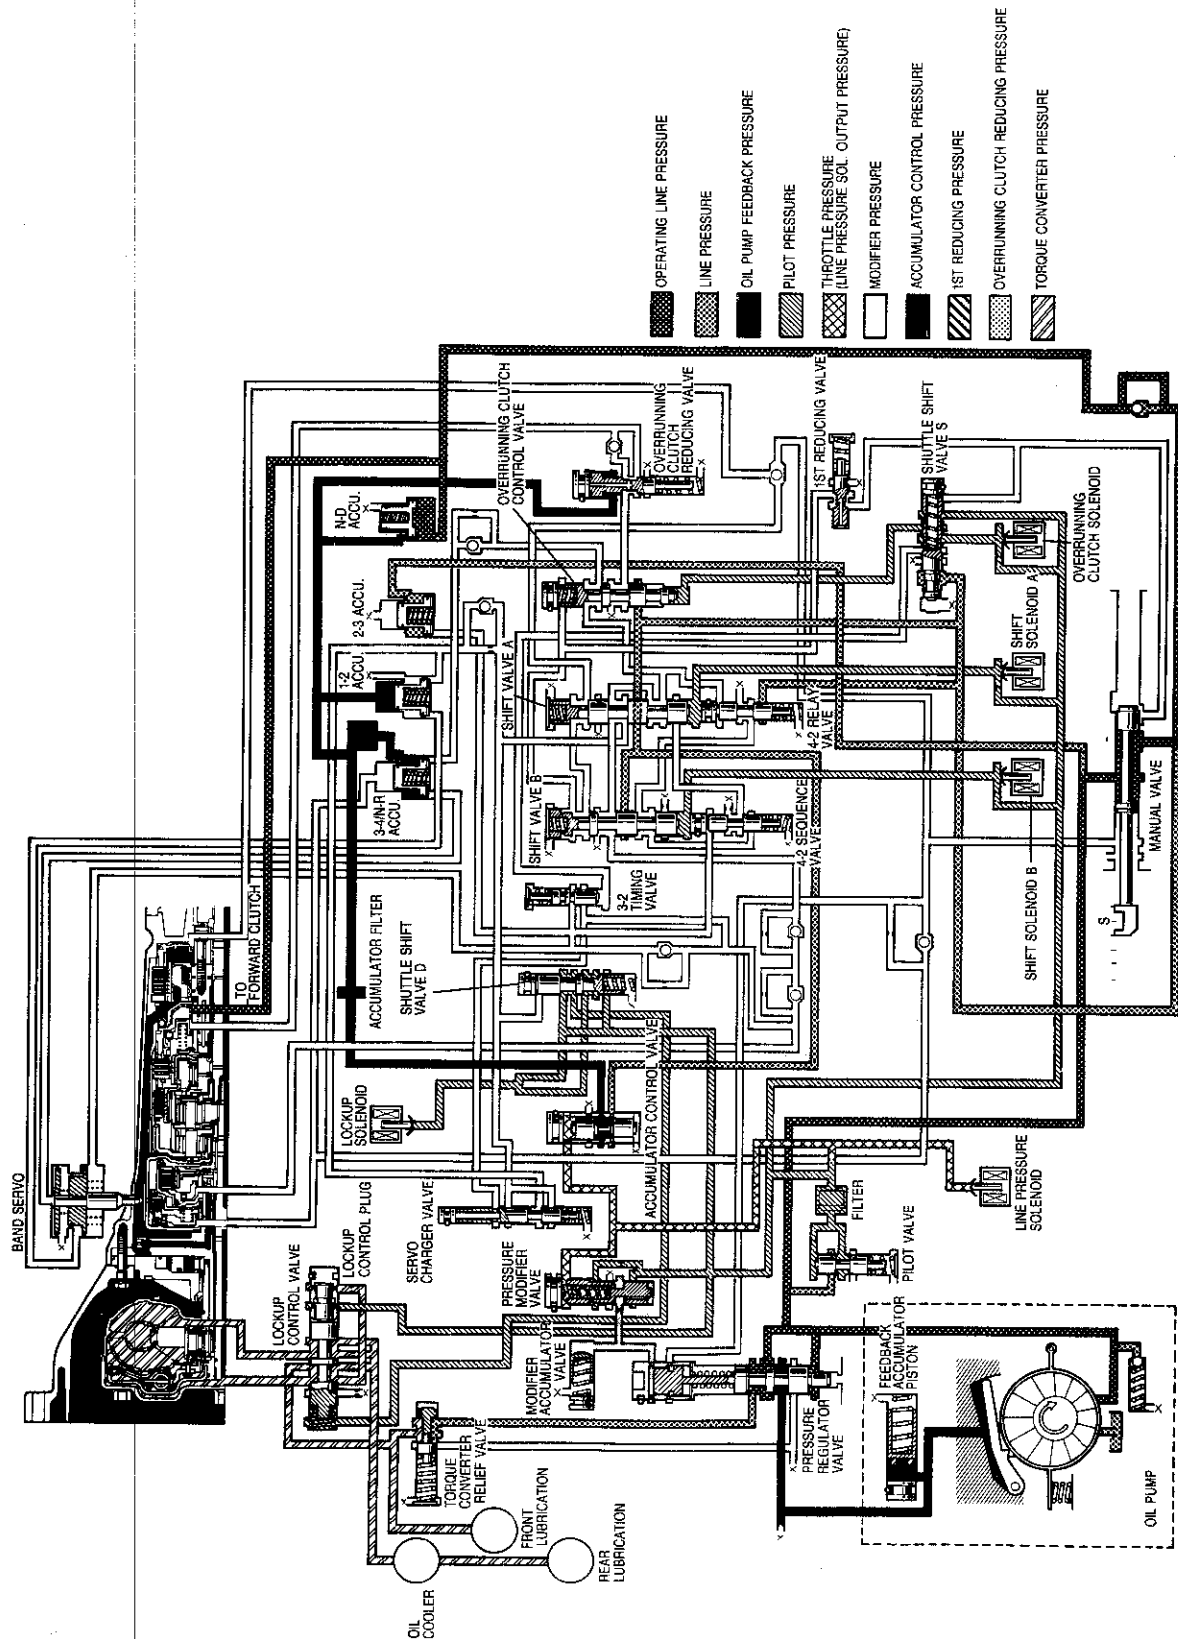 BAND SERVO
TO
FORWARD CLUTCH
ACCUMULATOR FILTER
SHUTTLE SHIFT
VALVE D
LOCKUP
SOLENOID
LOCKUP
CONTROL VALVE
LOCKUP
CONTROL PLUG
SERVO
CHARGER VALVE
PRESSURE
MODIFIER
VALVE
MODIFIER
ACCUMULATOR
VALVE
TORQUE
CONVERTER
RELIEF VALVE
FRONT
LUBRICATION
OIL
COOLER
REAR
LUBRICATION
N-D
ACCU.
2-3 ACCU.
1-2
ACCU.
3-4/N-R
ACCU.
OVERRUNNING CLUTCH
CONTROL VALVE
OVERRUNNING
CLUTCH
REDUCING VALVE
SHIFT VALVE A
SHIFT VALVE B
3-2
TIMING
VALVE
4-2 RELAY
VALVE
4-2 SEQUENCE
VALVE
ACCUMULATOR CONTROL VALVE
1ST REDUCING VALVE
SHUTTLE SHIFT
VALVE S
OVERRUNNING
CLUTCH SOLENOID
SHIFT
SOLENOID A
SHIFT SOLENOID B
MANUAL VALVE
S
LINE PRESSURE
SOLENOID
FILTER
PILOT VALVE
FEEDBACK
ACCUMULATOR
PISTON
PRESSURE
REGULATOR
VALVE
OIL PUMP
OPERATING LINE PRESSURE
LINE PRESSURE
OIL PUMP FEEDBACK PRESSURE
PILOT PRESSURE
THROTTLE PRESSURE
(LINE PRESSURE SOL. OUTPUT PRESSURE)
MODIFIER PRESSURE
ACCUMULATOR CONTROL PRESSURE
1ST REDUCING PRESSURE
OVERRUNNING CLUTCH REDUCING PRESSURE
TORQUE CONVERTER PRESSURE